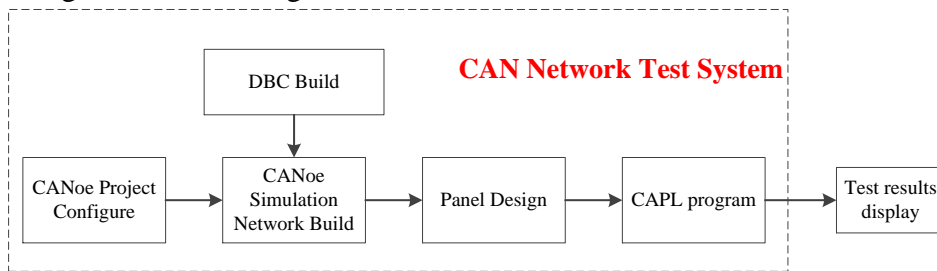 DBC Build
CAN Network Test System
CANoe Project
Configure
CANoe
Simulation
Network Build
Panel Design
CAPL program
Test results
display